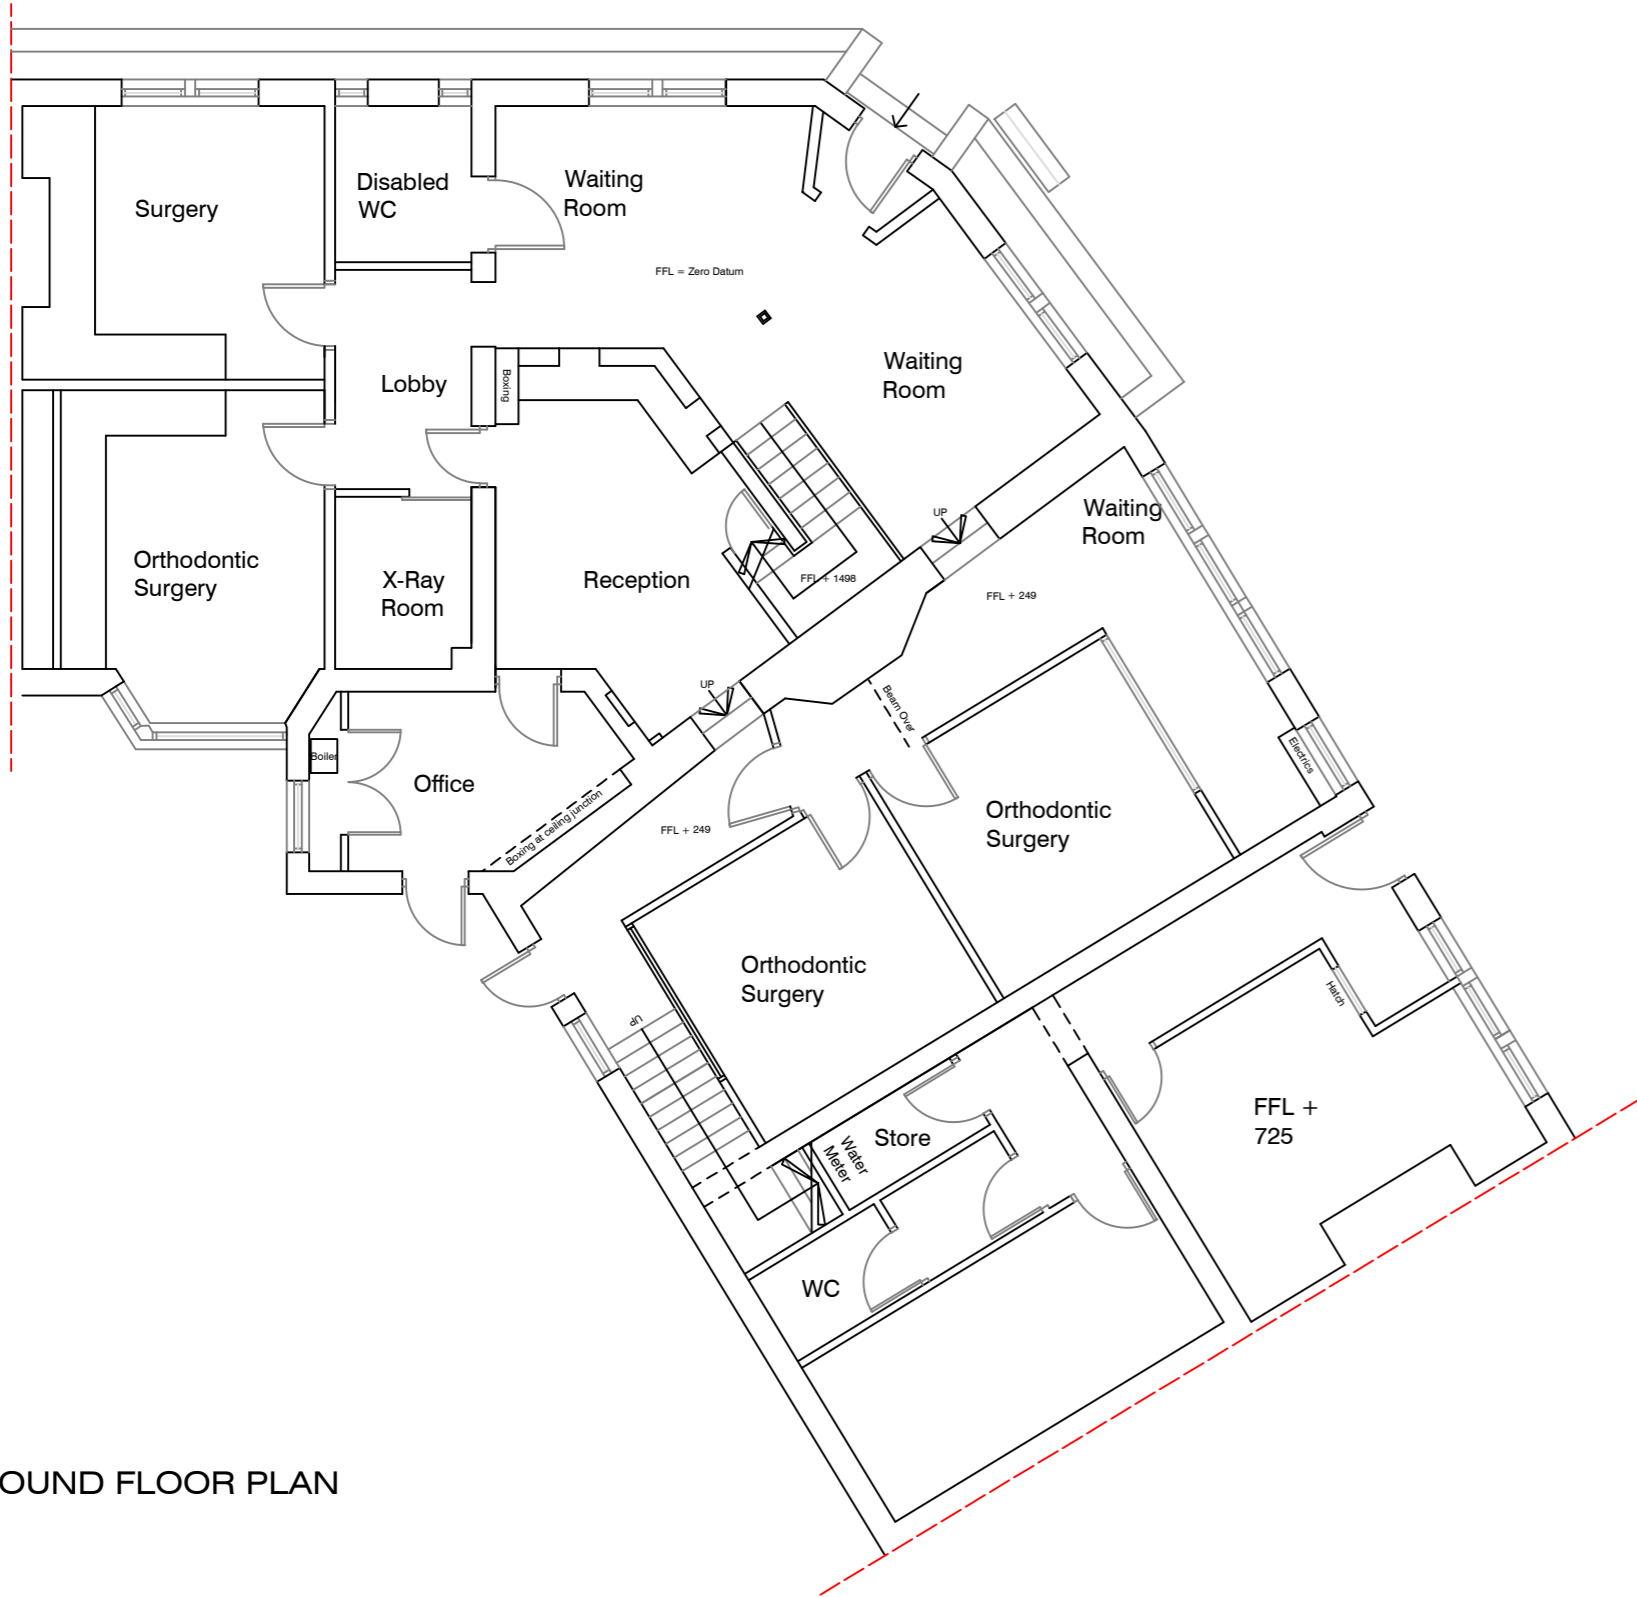 Surgery
Disabled
WC
Waiting
Room
FFL = Zero Datum
Waiting
Room
Lobby
Boxing
Waiting
Room
UP
Orthodontic
Surgery
X-Ray
Room
Reception
FFL + 1498
FFL + 249
UP
Beam Over
Electrics
Boiler
Office
Boxing at ceiling junction
FFL + 249
Orthodontic
Surgery
Orthodontic
Surgery
Hatch
UP
FFL +
725
Store
Water
Meter
WC
OUND FLOOR PLAN